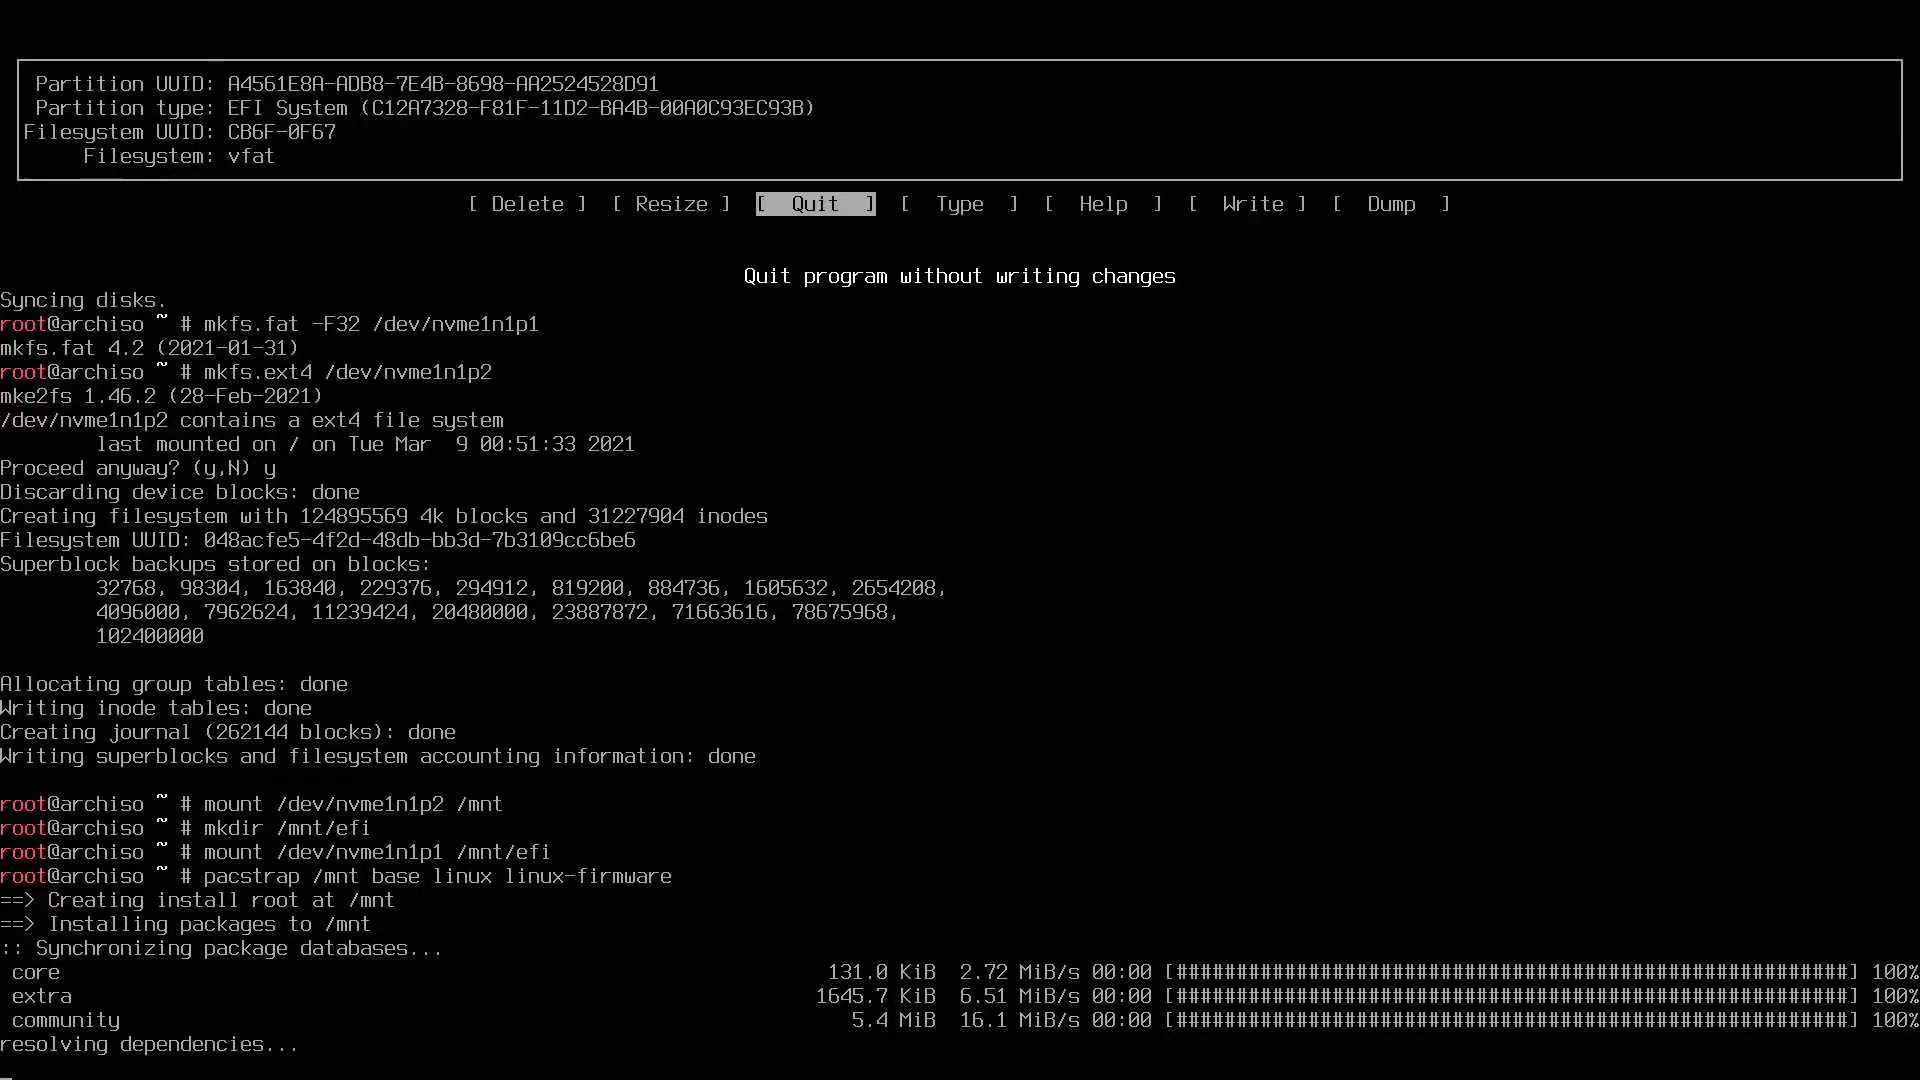 Partition UUID: A4561E8A-ADB8-7E4B-8698-AA2524528D91
Partition type: EFI System (C12A7328-F81F-11D2-BA4B-00A0C93EC93B)
Filesystem UUID: CB6F-0F67
Filesystem: vfat
[ Delete ]  [ Resize ]  [  Quit  ]  [  Type  ]  [  Help  ]  [  Write ]  [  Dump  ]
Quit program without writing changes
Syncing disks.
root@archiso ~ # mkfs.fat -F32 /dev/nvme1n1p1
mkfs.fat 4.2 (2021-01-31)
root@archiso ~ # mkfs.ext4 /dev/nvme1n1p2
mke2fs 1.46.2 (28-Feb-2021)
/dev/nvme1n1p2 contains a ext4 file system
last mounted on / on Tue Mar  9 00:51:33 2021
Proceed anyway? (y,N) y
Discarding device blocks: done
Creating filesystem with 124895569 4k blocks and 31227904 inodes
Filesystem UUID: 048acfe5-4f2d-48db-bb3d-7b3109cc6be6
Superblock backups stored on blocks:
32768, 98304, 163840, 229376, 294912, 819200, 884736, 1605632, 2654208,
4096000, 7962624, 11239424, 20480000, 23887872, 71663616, 78675968,
102400000
Allocating group tables: done
Writing inode tables: done
Creating journal (262144 blocks): done
Writing superblocks and filesystem accounting information: done
root@archiso ~ # mount /dev/nvme1n1p2 /mnt
root@archiso ~ # mkdir /mnt/efi
root@archiso ~ # mount /dev/nvme1n1p1 /mnt/efi
root@archiso ~ # pacstrap /mnt base linux linux-firmware
==> Creating install root at /mnt
==> Installing packages to /mnt
:: Synchronizing package databases...
core 131.0 KiB  2.72 MiB/s 00:00 [########################################################] 100%
extra 1645.7 KiB  6.51 MiB/s 00:00 [########################################################] 100%
community 5.4 MiB  16.1 MiB/s 00:00 [########################################################] 100%
resolving dependencies...